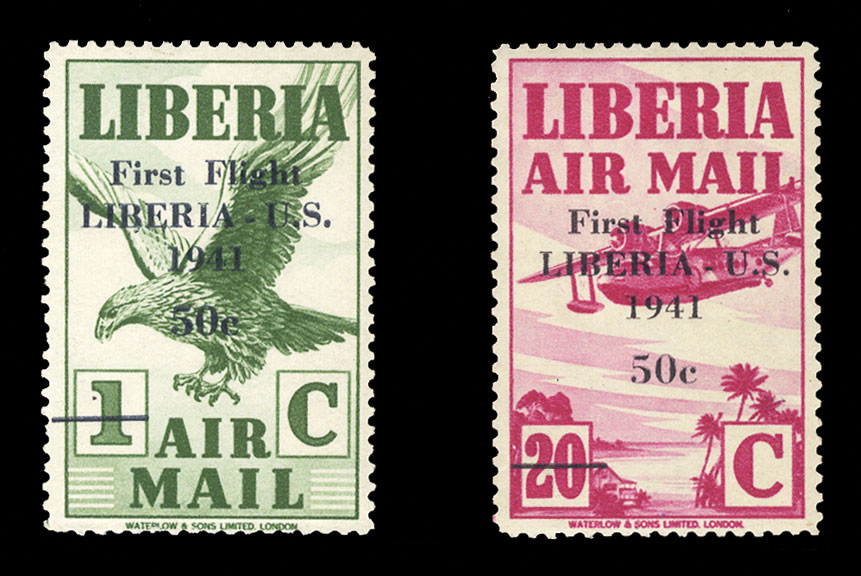 LIBERIA
First Flight
LIBERIA - U.S.
1941
50c
1 C
AIR
MAIL
WATERLOW & SONS LIMITED, LONDON.
LIBERIA
AIR MAIL
First Flight
LIBERIA - U.S.
1941
50c
20 C
WATERLOW & SONS LIMITED, LONDON.